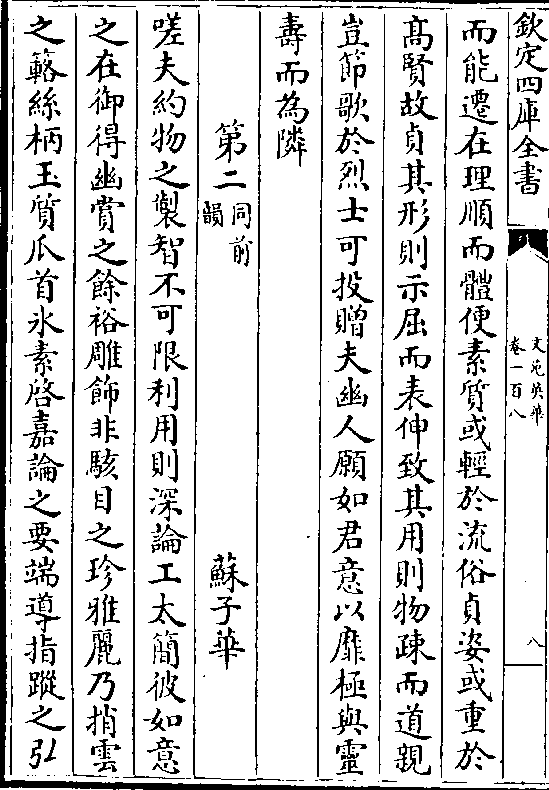 欽定四庫全書
文苑英華
卷一百八
八
而能遷在理順而體便素質或輕於流俗貞姿或重於
髙賢故貞其形則示屈而表伸致其用則物疎而道親
豈節歌於烈士可投贈夫幽人願如君意以靡極與靈
壽而為隣
第二同前韻
蘇子華
嗟夫約物之製智不可限利用則深論工太簡彼如意
之在御得幽賞之餘裕雕飾非駭目之珍雅麗乃捎雲
之簵絲柄玉質爪首氷素啓嘉論之要端導指蹤之引